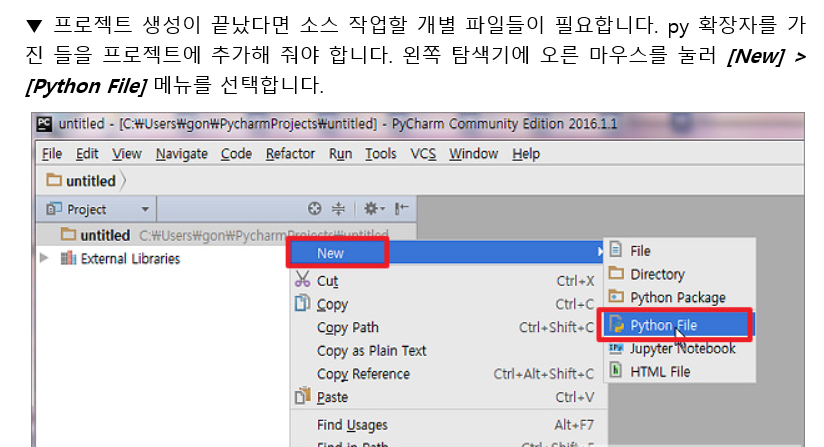 ▼ 프로젝트 생성이 끝났다면 소스 작업할 개별 파일들이 필요합니다. py 확장자를 가
진 들을 프로젝트에 추가해 줘야 합니다. 왼쪽 탐색기에 오른 마우스를 눌러 [New] >
[Python File] 메뉴를 선택합니다.
PC untitled - [C:₩Users₩gon₩PycharmProjects₩untitled] - PyCharm Community Edition 2016.1.1
File Edit View Navigate Code Refactor Run Tools VCS Window Help
untitled
Project
untitled C:₩Users₩gon₩PycharmProjects₩untitled
External Libraries
New
Cut Ctrl+X
Copy Ctrl+C
Copy Path Ctrl+Shift+C
Copy as Plain Text
Copy Reference Ctrl+Alt+Shift+C
Paste Ctrl+V
Find Usages Alt+F7
Find in Path Ctrl+Shift+F
File
Directory
Python Package
Python File
Jupyter Notebook
HTML File